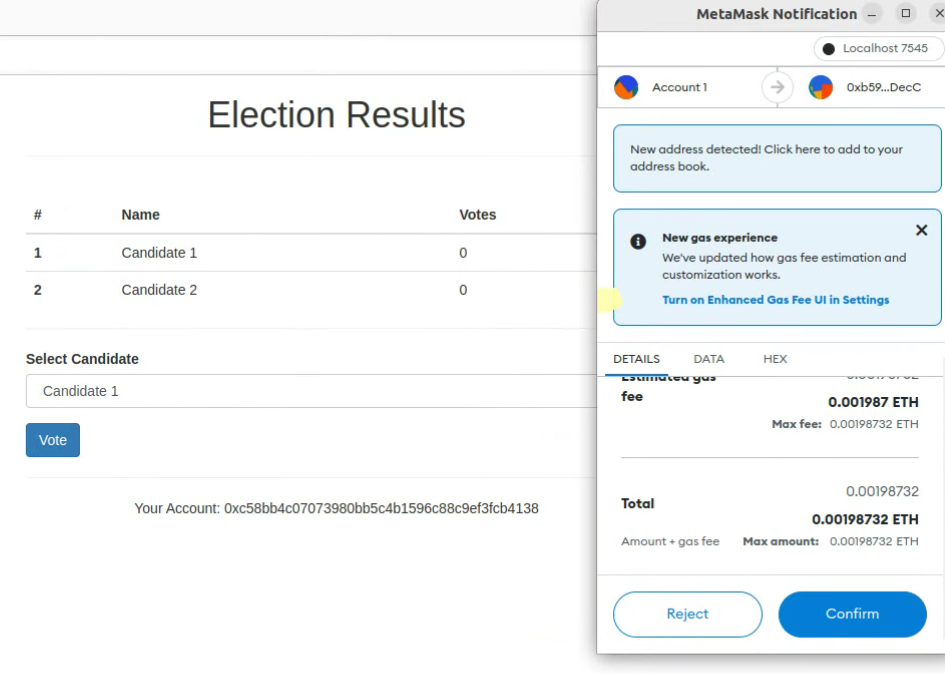 Election Results
# Name Votes
1 Candidate 1 0
2 Candidate 2 0
Select Candidate
Candidate 1
Vote
Your Account: 0xc58bb4c07073980bb5c4b1596c88c9ef3fcb4138
MetaMask Notification
Localhost 7545
Account 1 0xb59...DecC
New address detected! Click here to add to your
address book.
New gas experience
We've updated how gas fee estimation and
customization works.
Turn on Enhanced Gas Fee UI in Settings
DETAILS DATA HEX
Estimated gas 0.00198732
fee
0.001987 ETH
Max fee: 0.00198732 ETH
0.00198732
Total
0.00198732 ETH
Amount + gas fee Max amount: 0.00198732 ETH
Reject Confirm